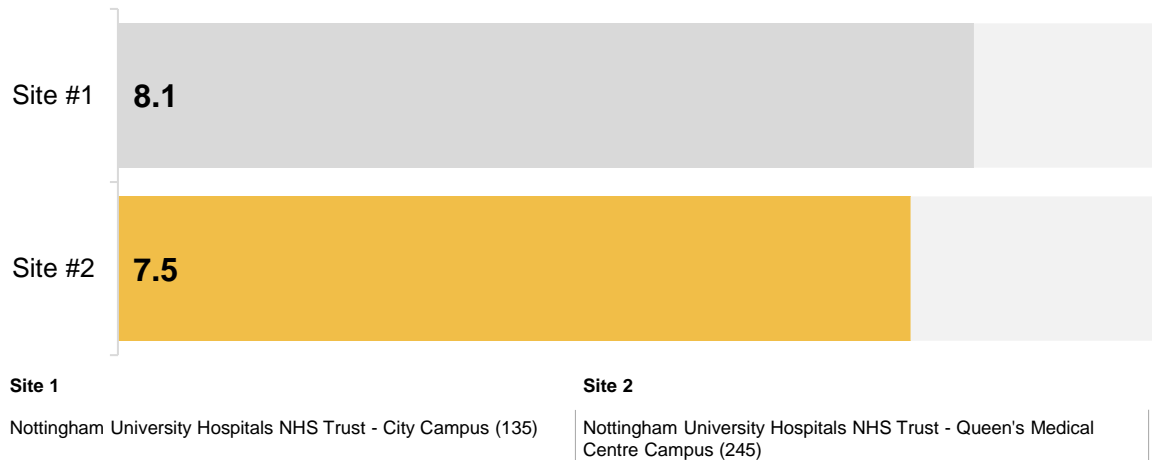 Site #1
8.1
Site #2
7.5
Site 1
Site 2
Nottingham University Hospitals NHS Trust - City Campus (135)
Nottingham University Hospitals NHS Trust - Queen's Medical
Centre Campus (245)